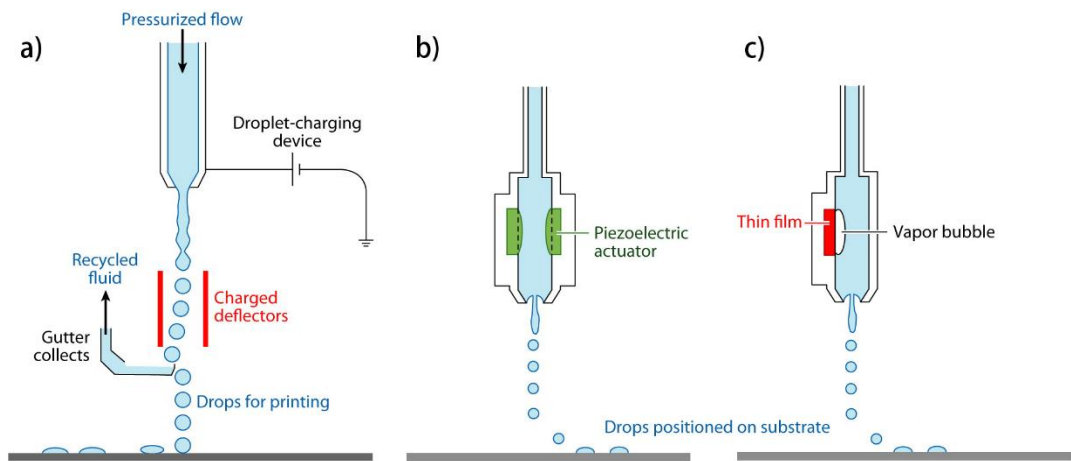 a)
Pressurized flow
Droplet-charging
device
Recycled
fluid
Charged
deflectors
Gutter
collects
Drops for printing
b)
Piezoelectric
actuator
c)
Thin film
Vapor bubble
Drops positioned on substrate